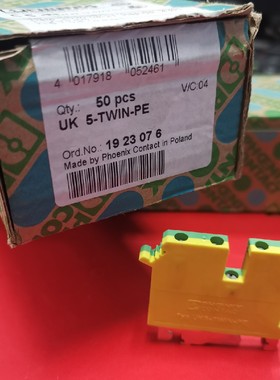 4 017918 052461
V/C:04
Qty.: 50 pcs
UK 5-TWIN-PE
Ord.No.: 19 23 07 6
Made by Phoenix Contact in Poland